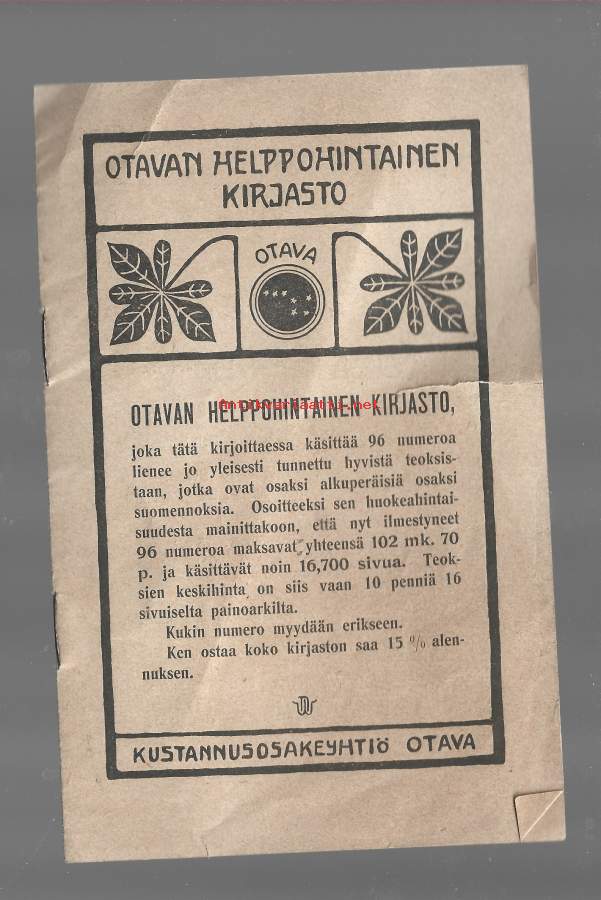 OTAVAN HELPPOHINTAINEN
KIRJASTO
OTAVA
OTAVAN HELPPOHINTAINEN KIRJASTO,
antikvariaatti.net
joka tätä kirjoittaessa käsittää 96 numeroa
lienee jo yleisesti tunnettu hyvistä teoksis-
taan, jotka ovat osaksi alkuperäisiä osaksi
suomennoksia. Osoitteeksi sen huokeahintai-
suudesta mainittakoon, että nyt ilmestyneet
96 numeroa maksavat yhteensä 102 mk. 70
p. ja käsittävät noin 16,700 sivua. Teok-
sien keskihinta on siis vaan 10 penniä 16
sivuiselta painoarkilta.
Kukin numero myydään erikseen.
Ken ostaa koko kirjaston saa 15 % alen-
nuksen.
KUSTANNUSOSAKEYHTIÖ OTAVA